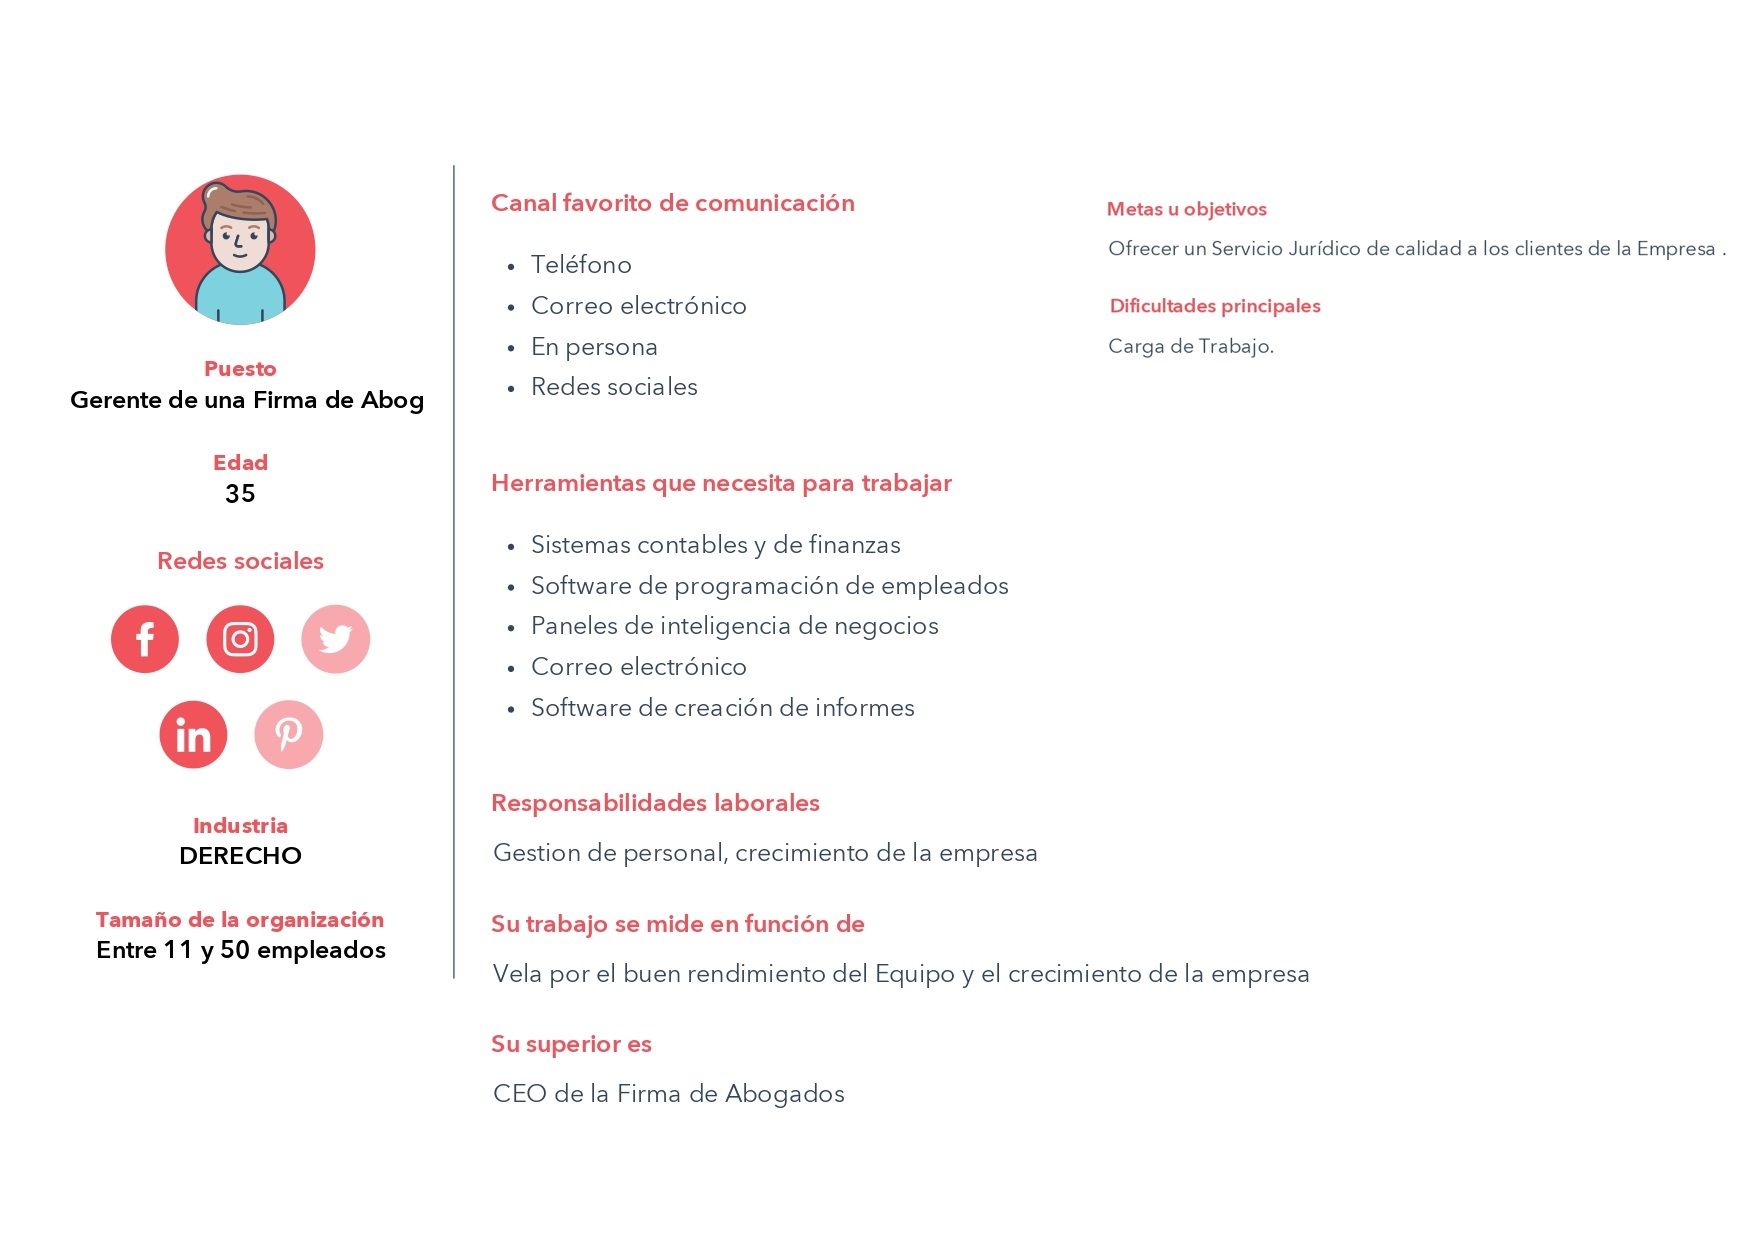 Puesto
Gerente de una Firma de Abog
Edad
35
Redes sociales
f
in
Industria
DERECHO
Tamaño de la organización
Entre 11 y 50 empleados
Canal favorito de comunicación
• Teléfono
• Correo electrónico
• En persona
• Redes sociales
Herramientas que necesita para trabajar
• Sistemas contables y de finanzas
• Software de programación de empleados
• Paneles de inteligencia de negocios
• Correo electrónico
• Software de creación de informes
Responsabilidades laborales
Gestion de personal, crecimiento de la empresa
Su trabajo se mide en función de
Vela por el buen rendimiento del Equipo y el crecimiento de la empresa
Su superior es
CEO de la Firma de Abogados
Metas u objetivos
Ofrecer un Servicio Jurídico de calidad a los clientes de la Empresa .
Dificultades principales
Carga de Trabajo.